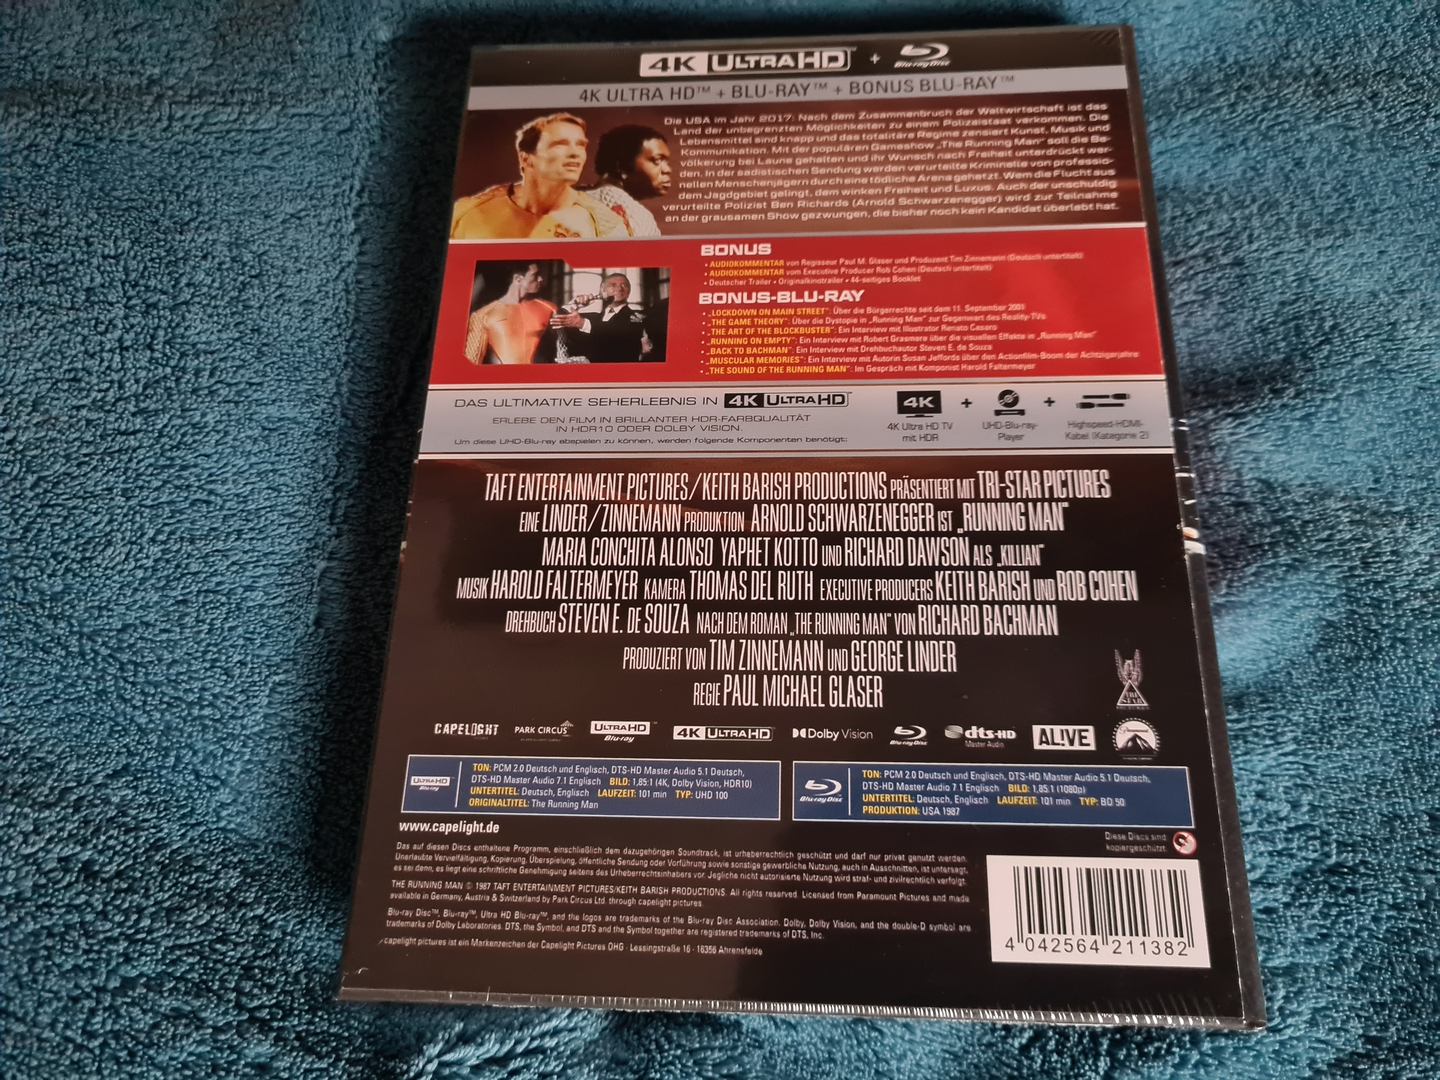 4K ULTRA HD™ + Blu-ray Disc
4K ULTRA HD™ + BLU-RAY™ + BONUS BLU-RAY™
Die USA im Jahr 2017: Nach dem Zusammenbruch der Weltwirtschaft ist das
Land der unbegrenzten Möglichkeiten zu einem Polizeistaat verkommen. Die
Lebensmittel sind knapp und das totalitäre Regime zensiert Kunst, Musik und
Kommunikation. Mit der populären Gameshow „The Running Man" soll die Be-
völkerung bei Laune gehalten und ihr Wunsch nach Freiheit unterdrückt wer-
den. In der sadistischen Sendung werden verurteilte Kriminelle von professio-
nellen Menschenjägern durch eine tödliche Arena gehetzt. Wem die Flucht aus
dem Jagdgebiet gelingt, dem winken Freiheit und Luxus. Auch der unschuldig
verurteilte Polizist Ben Richards (Arnold Schwarzenegger) wird zur Teilnahme
an der grausamen Show gezwungen, die bisher noch kein Kandidat überlebt hat.
BONUS
• AUDIOKOMMENTAR von Regisseur Paul M. Glaser und Produzent Tim Zinnemann (Deutsch untertitelt)
• AUDIOKOMMENTAR vom Executive Producer Rob Cohen (Deutsch untertitelt)
• Deutscher Trailer • Originalkinotrailer • 44-seitiges Booklet
BONUS-BLU-RAY
• „LOCKDOWN ON MAIN STREET": Über die Bürgerrechte seit dem 11. September 2001
• „THE GAME THEORY": Über die Dystopie in „Running Man" zur Gegenwart des Reality-TVs
• „THE ART OF THE BLOCKBUSTER": Ein Interview mit Illustrator Renato Casaro
• „RUNNING ON EMPTY": Ein Interview mit Robert Grasmere über die visuellen Effekte in „Running Man"
• „BACK TO BACHMAN": Ein Interview mit Drehbuchautor Steven E. de Souza
• „MUSCULAR MEMORIES": Ein Interview mit Autorin Susan Jeffords über den Actionfilm-Boom der Achtzigerjahre
• „THE SOUND OF THE RUNNING MAN": Im Gespräch mit Komponist Harold Faltermeyer
DAS ULTIMATIVE SEHERLEBNIS IN 4K ULTRA HD™
ERLEBE DEN FILM IN BRILLANTER HDR-FARBQUALITÄT
IN HDR10 ODER DOLBY VISION.
Um diese UHD-Blu-ray abspielen zu können, werden folgende Komponenten benötigt:
4K + +
4K Ultra HD TV mit HDR
UHD-Blu-ray-Player
Highspeed-HDMI-Kabel (Kategorie 2)
TAFT ENTERTAINMENT PICTURES/KEITH BARISH PRODUCTIONS PRÄSENTIERT MIT TRI-STAR PICTURES
EINE LINDER/ZINNEMANN PRODUKTION ARNOLD SCHWARZENEGGER IST „RUNNING MAN"
MARIA CONCHITA ALONSO YAPHET KOTTO UND RICHARD DAWSON ALS „KILLIAN"
MUSIK HAROLD FALTERMEYER KAMERA THOMAS DEL RUTH EXECUTIVE PRODUCERS KEITH BARISH UND ROB COHEN
DREHBUCH STEVEN E. DE SOUZA NACH DEM ROMAN „THE RUNNING MAN" VON RICHARD BACHMAN
PRODUZIERT VON TIM ZINNEMANN UND GEORGE LINDER
REGIE PAUL MICHAEL GLASER
TRI STAR
CAPELIGHT PARK CIRCUS ULTRA HD Blu-ray™ 4K ULTRA HD™ Dolby Vision Blu-ray Disc dts-HD Master Audio AL!VE Paramount
ULTRA HD Blu-ray
TON: PCM 2.0 Deutsch und Englisch, DTS-HD Master Audio 5.1 Deutsch,
DTS-HD Master Audio 7.1 Englisch BILD: 1,85:1 (4K, Dolby Vision, HDR10)
UNTERTITEL: Deutsch, Englisch LAUFZEIT: 101 min TYP: UHD 100
ORIGINALTITEL: The Running Man
Blu-ray Disc
TON: PCM 2.0 Deutsch und Englisch, DTS-HD Master Audio 5.1 Deutsch,
DTS-HD Master Audio 7.1 Englisch BILD: 1,85:1 (1080p)
UNTERTITEL: Deutsch, Englisch LAUFZEIT: 101 min TYP: BD 50
PRODUKTION: USA 1987
www.capelight.de
Diese Discs sind
kopiergeschützt.
Das auf diesen Discs enthaltene Programm, einschließlich dem dazugehörigen Soundtrack, ist urheberrechtlich geschützt und darf nur privat genutzt werden.
Unerlaubte Vervielfältigung, Kopierung, Überspielung, öffentliche Sendung oder Vorführung sowie sonstige gewerbliche Nutzung, auch in Ausschnitten, ist untersagt,
es sei denn, es liegt eine schriftliche Genehmigung seitens des Urheberrechtsinhabers vor. Jegliche nicht autorisierte Nutzung wird straf- und zivilrechtlich verfolgt.
THE RUNNING MAN © 1987 TAFT ENTERTAINMENT PICTURES/KEITH BARISH PRODUCTIONS. All rights reserved. Licensed from Paramount Pictures and made
available in Germany, Austria & Switzerland by Park Circus Ltd. through capelight pictures.
Blu-ray Disc™, Blu-ray™, Ultra HD Blu-ray™, and the logos are trademarks of the Blu-ray Disc Association. Dolby, Dolby Vision, and the double-D symbol are
trademarks of Dolby Laboratories. DTS, the Symbol, and DTS and the Symbol together are registered trademarks of DTS, Inc.
capelight pictures ist ein Markenzeichen der Capelight Pictures OHG · Lessingstraße 16 · 16356 Ahrensfelde
4 042564 211382